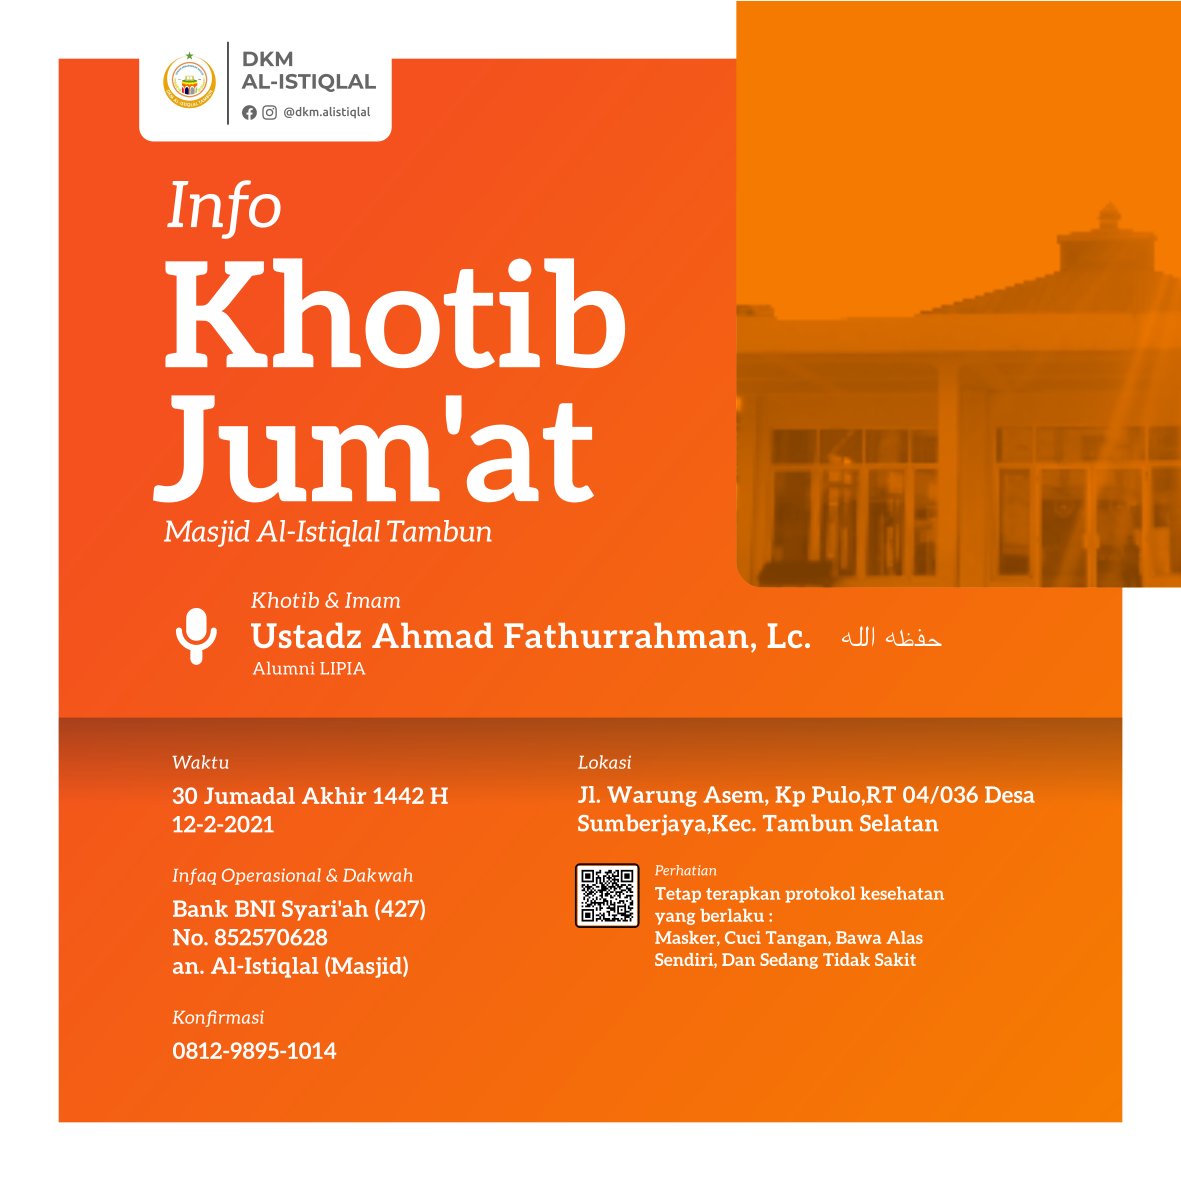 DKM
AL-ISTIQLAL
@dkm.alistiqlal
Info
Khotib
Jum'at
Masjid Al-Istiqlal Tambun
Khotib & Imam
Ustadz Ahmad Fathurrahman, Lc. حفظه الله
Alumni LIPIA
Waktu
30 Jumadal Akhir 1442 H
12-2-2021
Infaq Operasional & Dakwah
Bank BNI Syari'ah (427)
No. 852570628
an. Al-Istiqlal (Masjid)
Konfirmasi
0812-9895-1014
Lokasi
Jl. Warung Asem, Kp Pulo,RT 04/036 Desa
Sumberjaya,Kec. Tambun Selatan
Perhatian
Tetap terapkan protokol kesehatan
yang berlaku :
Masker, Cuci Tangan, Bawa Alas
Sendiri, Dan Sedang Tidak Sakit